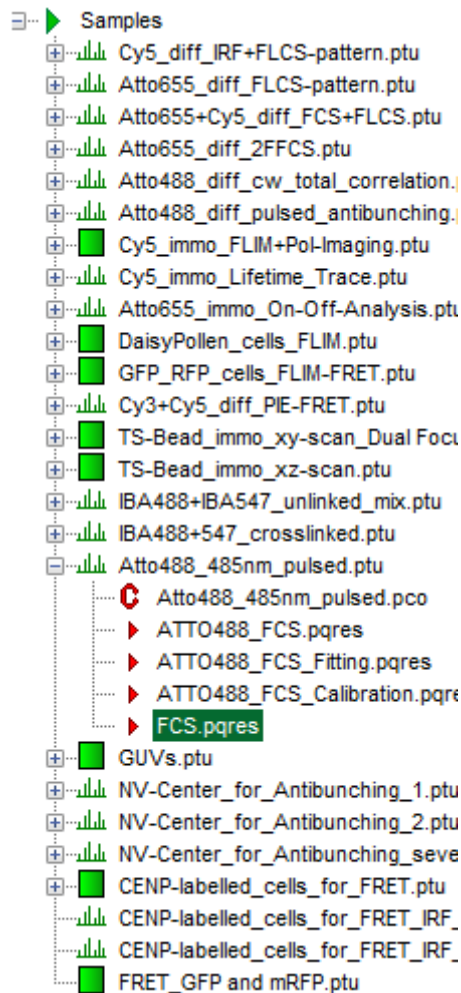 Samples
Cy5_diff_IRF+FLCS-pattern.ptu
Atto655_diff_FLCS-pattern.ptu
Atto655+Cy5_diff_FCS+FLCS.ptu
Atto655_diff_2FFCS.ptu
Atto488_diff_cw_total_correlation.
Atto488_diff_pulsed_antibunching.
Cy5_immo_FLIM+Pol-Imaging.ptu
Cy5_immo_Lifetime_Trace.ptu
Atto655_immo_On-Off-Analysis.ptu
DaisyPollen_cells_FLIM.ptu
GFP_RFP_cells_FLIM-FRET.ptu
Cy3+Cy5_diff_PIE-FRET.ptu
TS-Bead_immo_xy-scan_Dual Focu
TS-Bead_immo_xz-scan.ptu
IBA488+IBA547_unlinked_mix.ptu
IBA488+547_crosslinked.ptu
Atto488_485nm_pulsed.ptu
Atto488_485nm_pulsed.pco
ATTO488_FCS.pqres
ATTO488_FCS_Fitting.pqres
ATTO488_FCS_Calibration.pqre
FCS.pqres
GUVs.ptu
NV-Center_for_Antibunching_1.ptu
NV-Center_for_Antibunching_2.ptu
NV-Center_for_Antibunching_seve
CENP-labelled_cells_for_FRET.ptu
CENP-labelled_cells_for_FRET_IRF_
CENP-labelled_cells_for_FRET_IRF_
FRET_GFP and mRFP.ptu